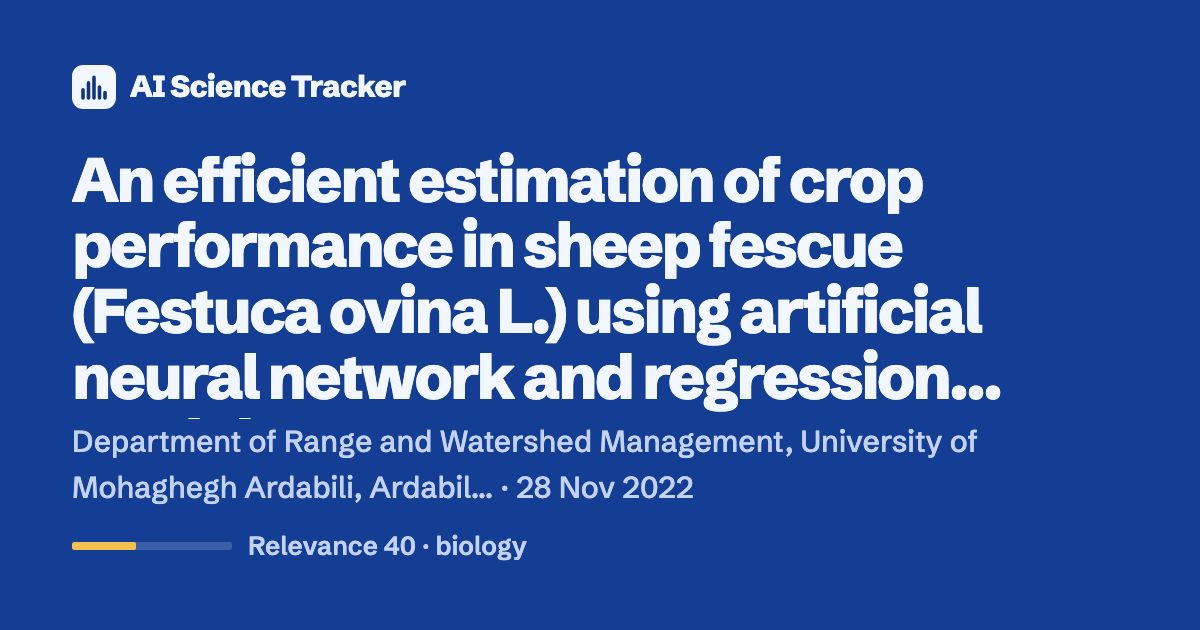 AI Science Tracker
An efficient estimation of crop
performance in sheep fescue
(Festuca ovina L.) using artificial
neural network and regression...
Department of Range and Watershed Management, University of
Mohaghegh Ardabili, Ardabil... · 28 Nov 2022
Relevance 40 · biology